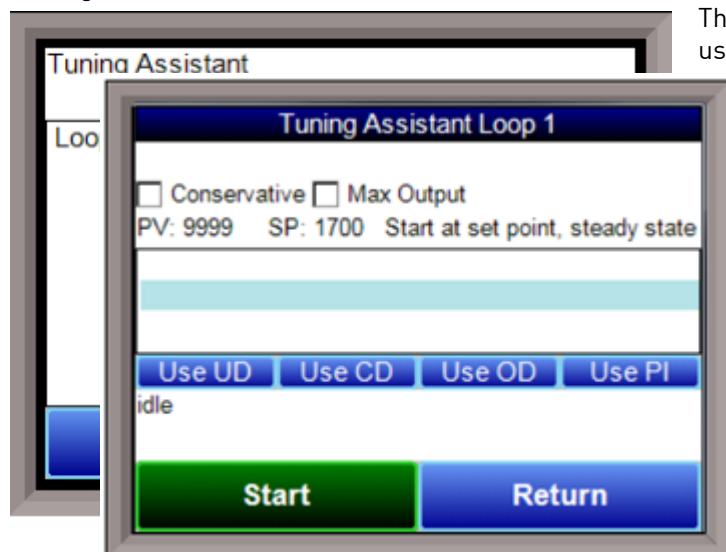 Th
us
Tuning Assistant
Loo
Tuning Assistant Loop 1
Conservative Max Output
PV: 9999 SP: 1700 Start at set point, steady state
Use UD Use CD Use OD Use PI
idle
Start Return